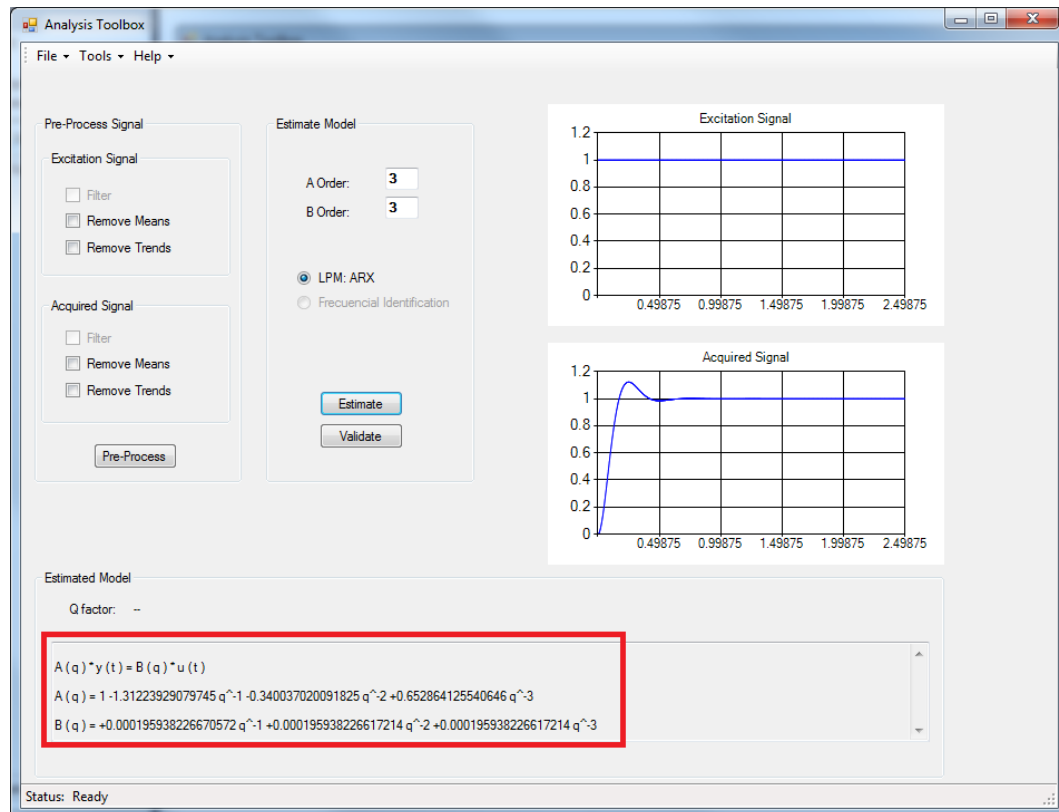 Analysis Toolbox
File Tools Help
Pre-Process Signal
Excitation Signal
Filter
Remove Means
Remove Trends
Acquired Signal
Filter
Remove Means
Remove Trends
Pre-Process
Estimate Model
A Order: 3
B Order: 3
LPM: ARX
Frecuencial Identification
Estimate
Validate
Excitation Signal
1.2
1
0.8
0.6
0.4
0.2
0
0.49875 0.99875 1.49875 1.99875 2.49875
Acquired Signal
1.2
1
0.8
0.6
0.4
0.2
0
0.49875 0.99875 1.49875 1.99875 2.49875
Estimated Model
Q factor: --
A ( q ) * y ( t ) = B ( q ) * u ( t )
A ( q ) = 1 -1.31223929079745 q^-1 -0.340037020091825 q^-2 +0.652864125540646 q^-3
B ( q ) = +0.000195938226670572 q^-1 +0.000195938226617214 q^-2 +0.000195938226617214 q^-3
Status: Ready